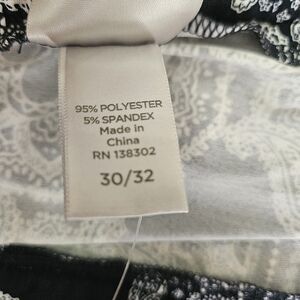 95% POLYESTER
5% SPANDEX
Made in
China
RN 138302
30/32